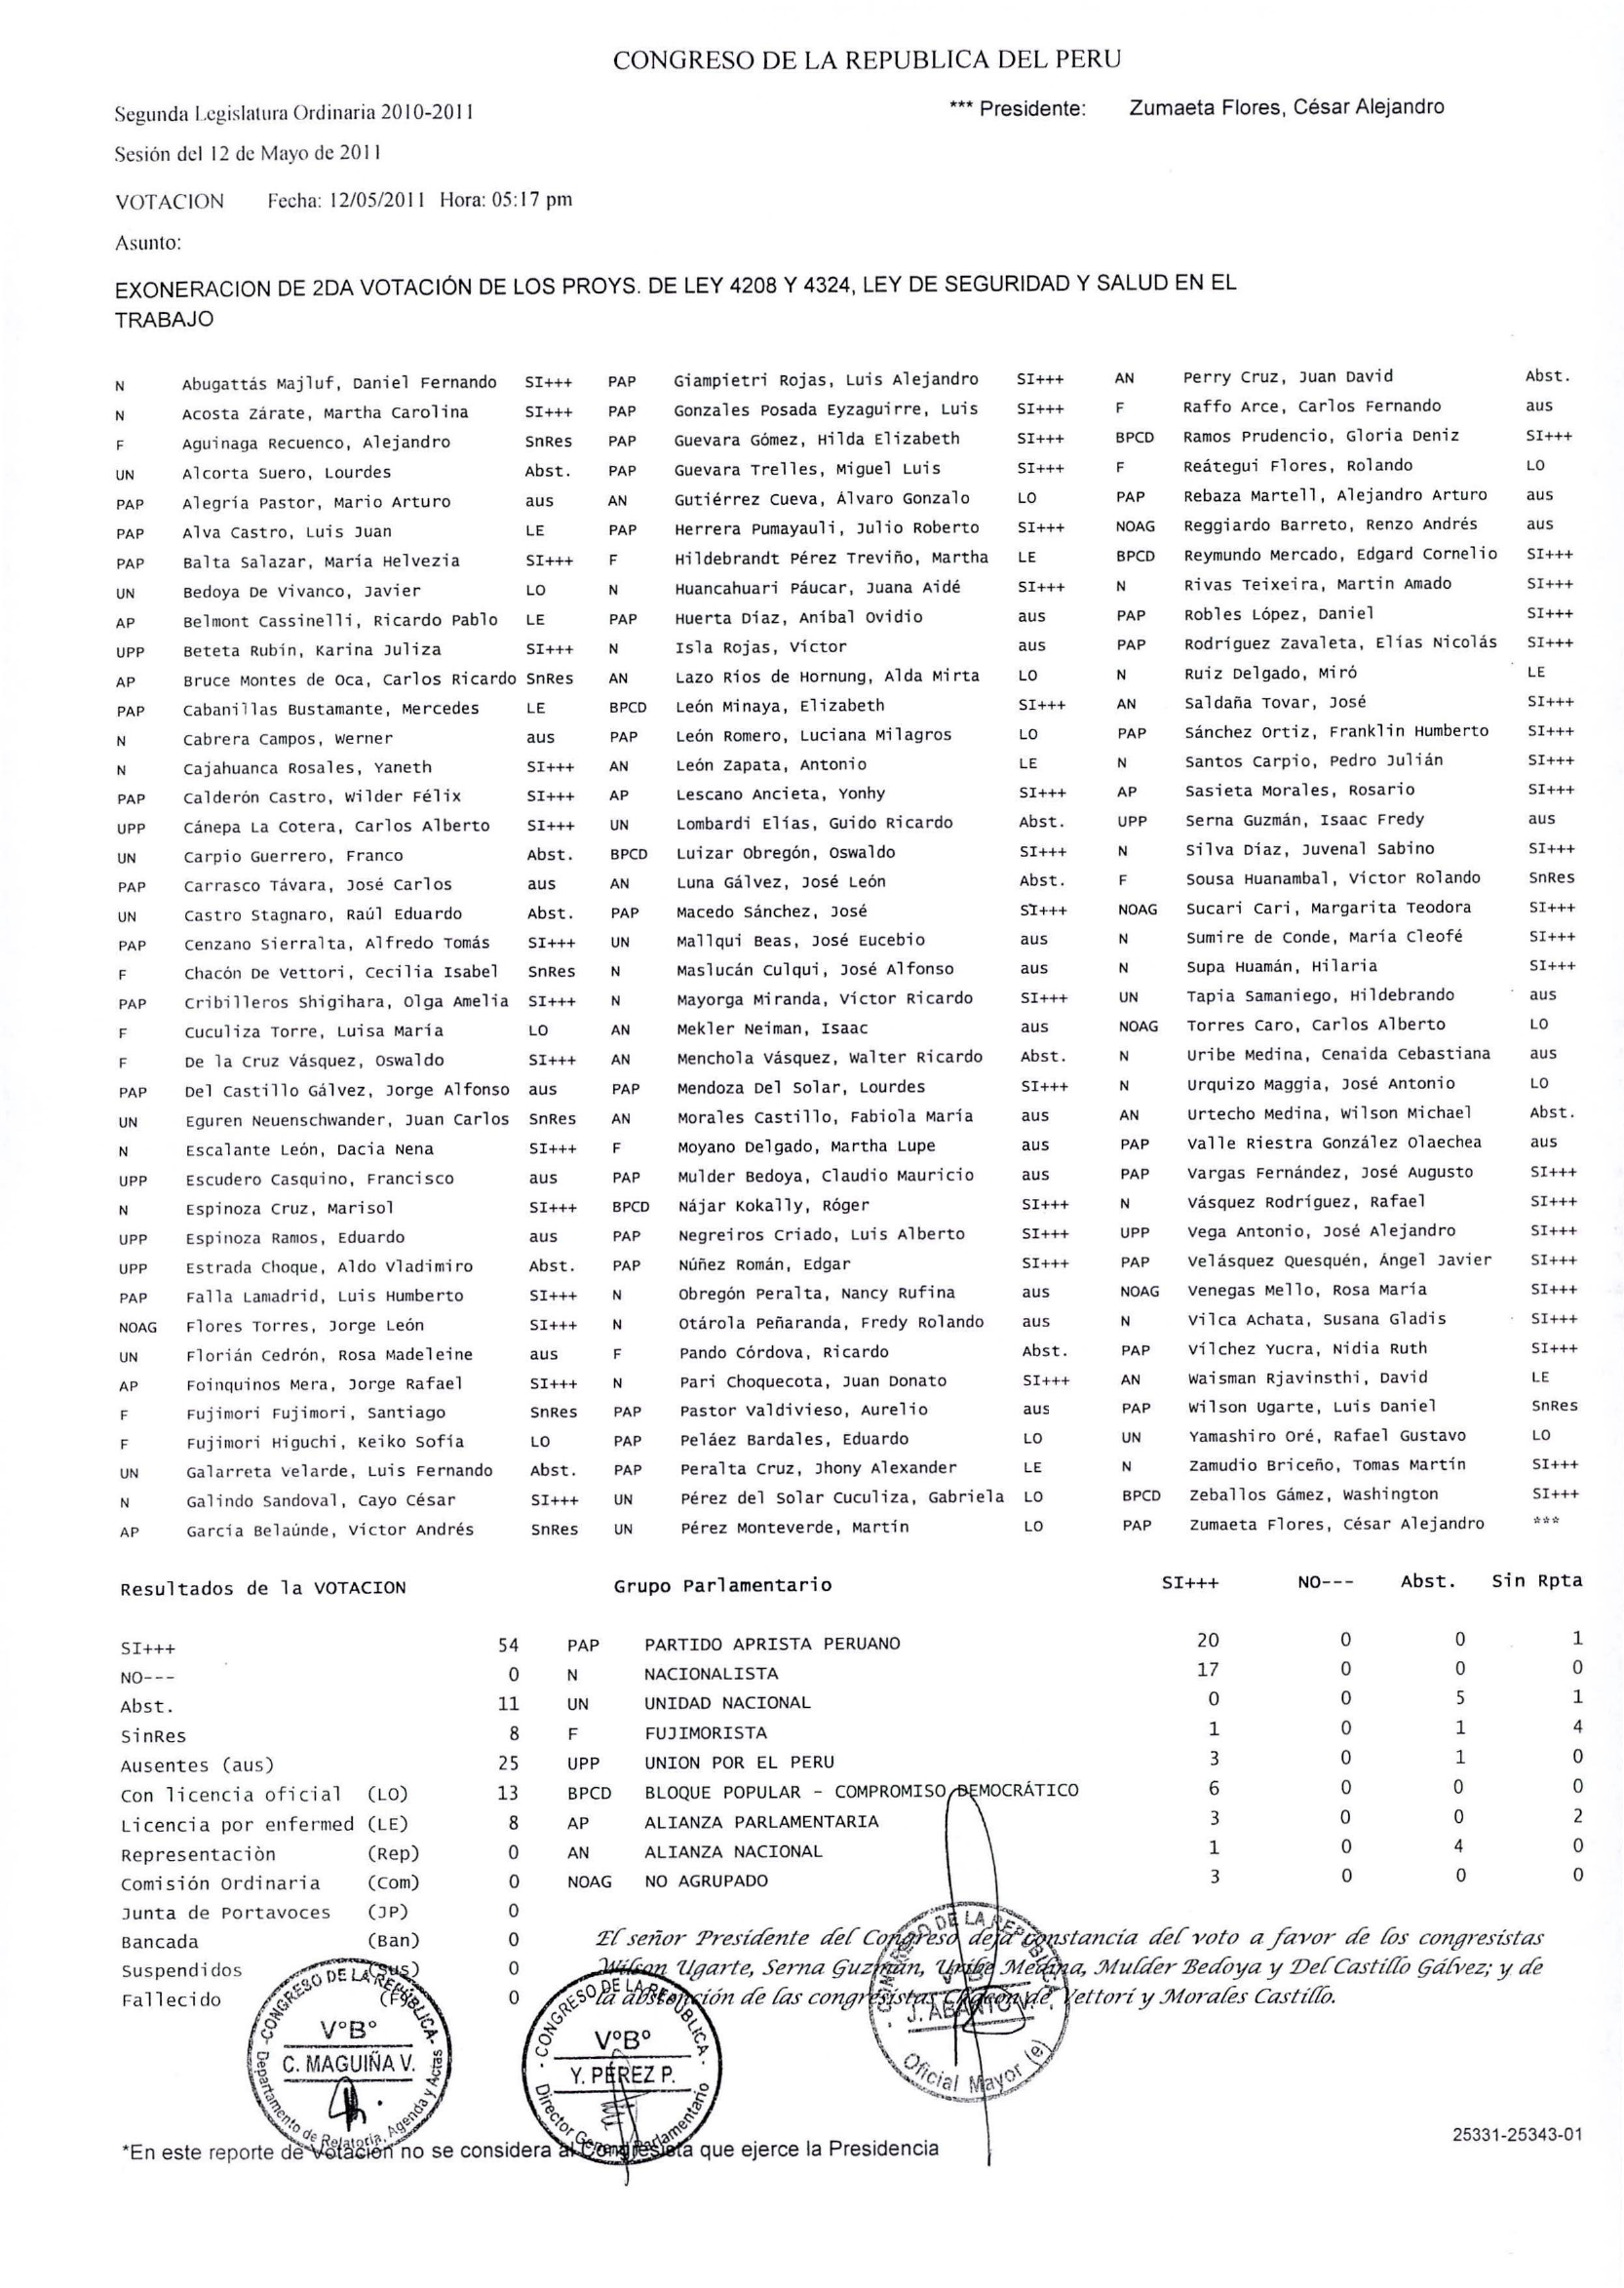 CONGRESO DE LA REPUBLICA DEL PERU
Segunda Legislatura Ordinaria 2010-2011 *** Presidente: Zumaeta Flores, César Alejandro
Sesión del 12 de Mayo de 2011
VOTACION Fecha: 12/05/2011 Hora: 05:17 pm
Asunto:
EXONERACION DE 2DA VOTACIÓN DE LOS PROYS. DE LEY 4208 Y 4324, LEY DE SEGURIDAD Y SALUD EN EL
TRABAJO
N Abugattás Majluf, Daniel Fernando SI+++ PAP Giampietri Rojas, Luis Alejandro SI+++ AN Perry Cruz, Juan David Abst.
N Acosta Zárate, Martha Carolina SI+++ PAP Gonzales Posada Eyzaguirre, Luis SI+++ F Raffo Arce, Carlos Fernando aus
F Aguinaga Recuenco, Alejandro SnRes PAP Guevara Gómez, Hilda Elizabeth SI+++ BPCD Ramos Prudencio, Gloria Deniz SI+++
UN Alcorta Suero, Lourdes Abst. PAP Guevara Trelles, Miguel Luis SI+++ F Reátegui Flores, Rolando LO
PAP Alegría Pastor, Mario Arturo aus AN Gutiérrez Cueva, Álvaro Gonzalo LO PAP Rebaza Martell, Alejandro Arturo aus
PAP Alva Castro, Luis Juan LE PAP Herrera Pumayauli, Julio Roberto SI+++ NOAG Reggiardo Barreto, Renzo Andrés aus
PAP Balta Salazar, María Helvezia SI+++ F Hildebrandt Pérez Treviño, Martha LE BPCD Reymundo Mercado, Edgard Cornelio SI+++
UN Bedoya De Vivanco, Javier LO N Huancahuari Páucar, Juana Aidé SI+++ N Rivas Teixeira, Martin Amado SI+++
AP Belmont Cassinelli, Ricardo Pablo LE PAP Huerta Díaz, Aníbal Ovidio aus PAP Robles López, Daniel SI+++
UPP Beteta Rubín, Karina Juliza SI+++ N Isla Rojas, Víctor aus PAP Rodríguez Zavaleta, Elías Nicolás SI+++
AP Bruce Montes de Oca, Carlos Ricardo SnRes AN Lazo Ríos de Hornung, Alda Mirta LO N Ruiz Delgado, Miró LE
PAP Cabanillas Bustamante, Mercedes LE BPCD León Minaya, Elizabeth SI+++ AN Saldaña Tovar, José SI+++
N Cabrera Campos, Werner aus PAP León Romero, Luciana Milagros LO PAP Sánchez Ortiz, Franklin Humberto SI+++
N Cajahuanca Rosales, Yaneth SI+++ AN León Zapata, Antonio LE N Santos Carpio, Pedro Julián SI+++
PAP Calderón Castro, Wilder Félix SI+++ AP Lescano Ancieta, Yonhy SI+++ AP Sasieta Morales, Rosario SI+++
UPP Cánepa La Cotera, Carlos Alberto SI+++ UN Lombardi Elías, Guido Ricardo Abst. UPP Serna Guzmán, Isaac Fredy aus
UN Carpio Guerrero, Franco Abst. BPCD Luizar Obregón, Oswaldo SI+++ N Silva Díaz, Juvenal Sabino SI+++
PAP Carrasco Távara, José Carlos aus AN Luna Gálvez, José León Abst. F Sousa Huanambal, Victor Rolando SnRes
UN Castro Stagnaro, Raúl Eduardo Abst. PAP Macedo Sánchez, José SI+++ NOAG Sucari Cari, Margarita Teodora SI+++
PAP Cenzano Sierralta, Alfredo Tomás SI+++ UN Mallqui Beas, José Eucebio aus N Sumire de Conde, María Cleofé SI+++
F Chacón De Vettori, Cecilia Isabel SnRes N Maslucán Culqui, José Alfonso aus N Supa Huamán, Hilaria SI+++
PAP Cribilleros Shigihara, Olga Amelia SI+++ N Mayorga Miranda, Víctor Ricardo SI+++ UN Tapia Samaniego, Hildebrando aus
F Cuculiza Torre, Luisa María LO AN Mekler Neiman, Isaac aus NOAG Torres Caro, Carlos Alberto LO
F De la Cruz Vásquez, Oswaldo SI+++ AN Menchola Vásquez, Walter Ricardo Abst. N Uribe Medina, Cenaida Cebastiana aus
PAP Del Castillo Gálvez, Jorge Alfonso aus PAP Mendoza Del Solar, Lourdes SI+++ N Urquizo Maggia, José Antonio LO
UN Eguren Neuenschwander, Juan Carlos SnRes AN Morales Castillo, Fabiola María aus AN Urtecho Medina, Wilson Michael Abst.
N Escalante León, Dacia Nena SI+++ F Moyano Delgado, Martha Lupe aus PAP Valle Riestra González Olaechea aus
UPP Escudero Casquino, Francisco aus PAP Mulder Bedoya, Claudio Mauricio aus PAP Vargas Fernández, José Augusto SI+++
N Espinoza Cruz, Marisol SI+++ BPCD Nájar Kokally, Róger SI+++ N Vásquez Rodríguez, Rafael SI+++
UPP Espinoza Ramos, Eduardo aus PAP Negreiros Criado, Luis Alberto SI+++ UPP Vega Antonio, José Alejandro SI+++
UPP Estrada Choque, Aldo Vladimiro Abst. PAP Núñez Román, Edgar SI+++ PAP Velásquez Quesquén, Ángel Javier SI+++
PAP Falla Lamadrid, Luis Humberto SI+++ N Obregón Peralta, Nancy Rufina aus NOAG Venegas Mello, Rosa María SI+++
NOAG Flores Torres, Jorge León SI+++ N Otárola Peñaranda, Fredy Rolando aus N Vilca Achata, Susana Gladis SI+++
UN Florián Cedrón, Rosa Madeleine aus F Pando Córdova, Ricardo Abst. PAP Vílchez Yucra, Nidia Ruth SI+++
AP Foinquinos Mera, Jorge Rafael SI+++ N Pari Choquecota, Juan Donato SI+++ AN Waisman Rjavinsthi, David LE
F Fujimori Fujimori, Santiago SnRes PAP Pastor Valdivieso, Aurelio aus PAP Wilson Ugarte, Luis Daniel SnRes
F Fujimori Higuchi, Keiko Sofía LO PAP Peláez Bardales, Eduardo LO UN Yamashiro Oré, Rafael Gustavo LO
UN Galarreta Velarde, Luis Fernando Abst. PAP Peralta Cruz, Jhony Alexander LE N Zamudio Briceño, Tomas Martín SI+++
N Galindo Sandoval, Cayo César SI+++ UN Pérez del Solar Cuculiza, Gabriela LO BPCD Zeballos Gámez, Washington SI+++
AP García Belaúnde, Victor Andrés SnRes UN Pérez Monteverde, Martín LO PAP Zumaeta Flores, César Alejandro ***
Resultados de la VOTACION Grupo Parlamentario SI+++ NO--- Abst. Sin Rpta
SI+++ 54 PAP PARTIDO APRISTA PERUANO 20 0 0 1
NO--- 0 N NACIONALISTA 17 0 0 0
Abst. 11 UN UNIDAD NACIONAL 0 0 5 1
SinRes 8 F FUJIMORISTA 1 0 1 4
Ausentes (aus) 25 UPP UNION POR EL PERU 3 0 1 0
Con licencia oficial (LO) 13 BPCD BLOQUE POPULAR - COMPROMISO DEMOCRÁTICO 6 0 0 0
Licencia por enfermed (LE) 8 AP ALIANZA PARLAMENTARIA 3 0 0 2
Representaciòn (Rep) 0 AN ALIANZA NACIONAL 1 0 4 0
Comisión Ordinaria (Com) 0 NOAG NO AGRUPADO 3 0 0 0
Junta de Portavoces (JP) 0
Bancada (Ban) 0
Suspendidos (Sus) 0
Fallecido (F) 0
El señor Presidente del Congreso deja constancia del voto a favor de los congresistas
Wilson Ugarte, Serna Guzmán, Uribe Medina, Mulder Bedoya y Del Castillo Gálvez; y de
la abstención de las congresistas Chacón de Vettori y Morales Castillo.
CONGRESO DE LA REPÚBLICA
V°B°
C. MAGUIÑA V.
Departamento de Relatoría, Agenda y Actas
CONGRESO DE LA REPÚBLICA
V°B°
Y. PÉREZ P.
Director General Parlamentario
CONGRESO DE LA REPÚBLICA
V°B°
J. ABANTO V.
Oficial Mayor (e)
25331-25343-01
*En este reporte de Votación no se considera al Congresista que ejerce la Presidencia